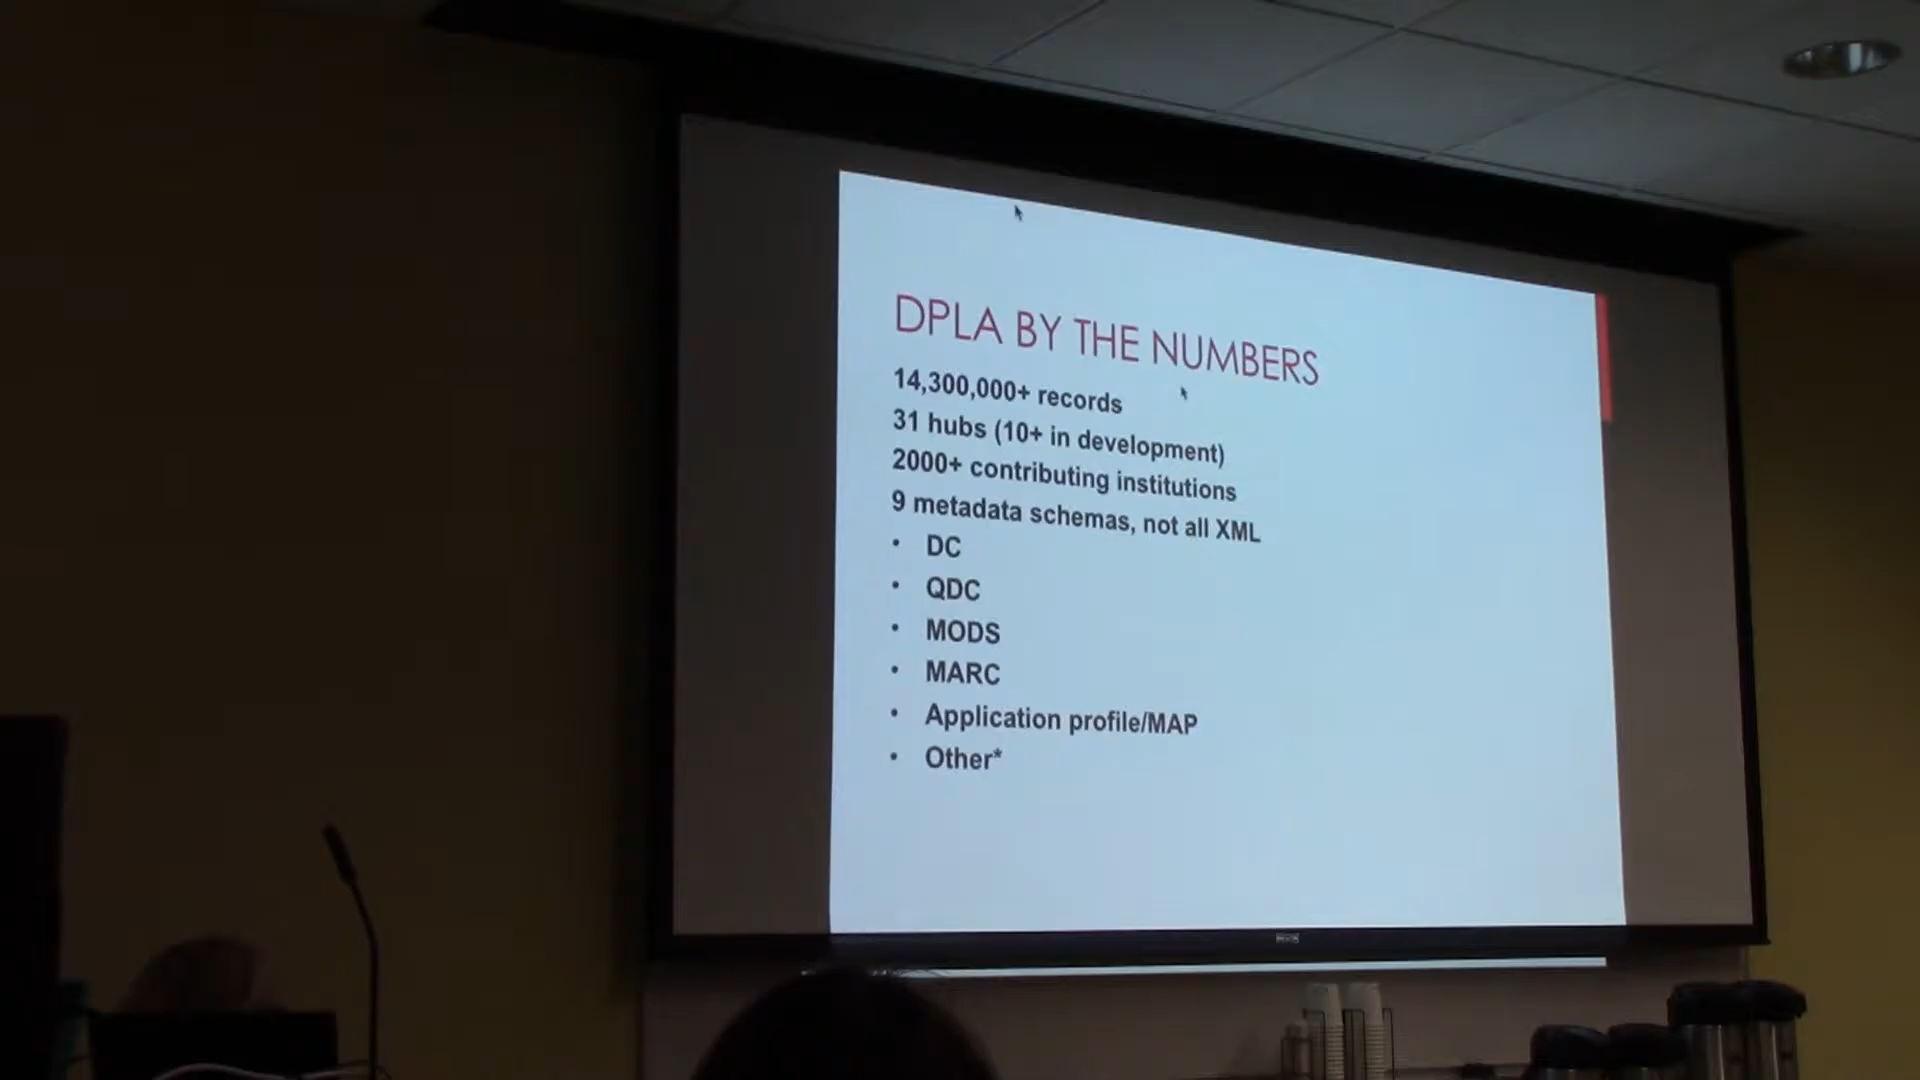 DPLA BY THE NUMBERS
14,300,000+ records
31 hubs (10+ in development)
2000+ contributing institutions
9 metadata schemas, not all XML
• DC
• QDC
• MODS
• MARC
• Application profile/MAP
• Other*